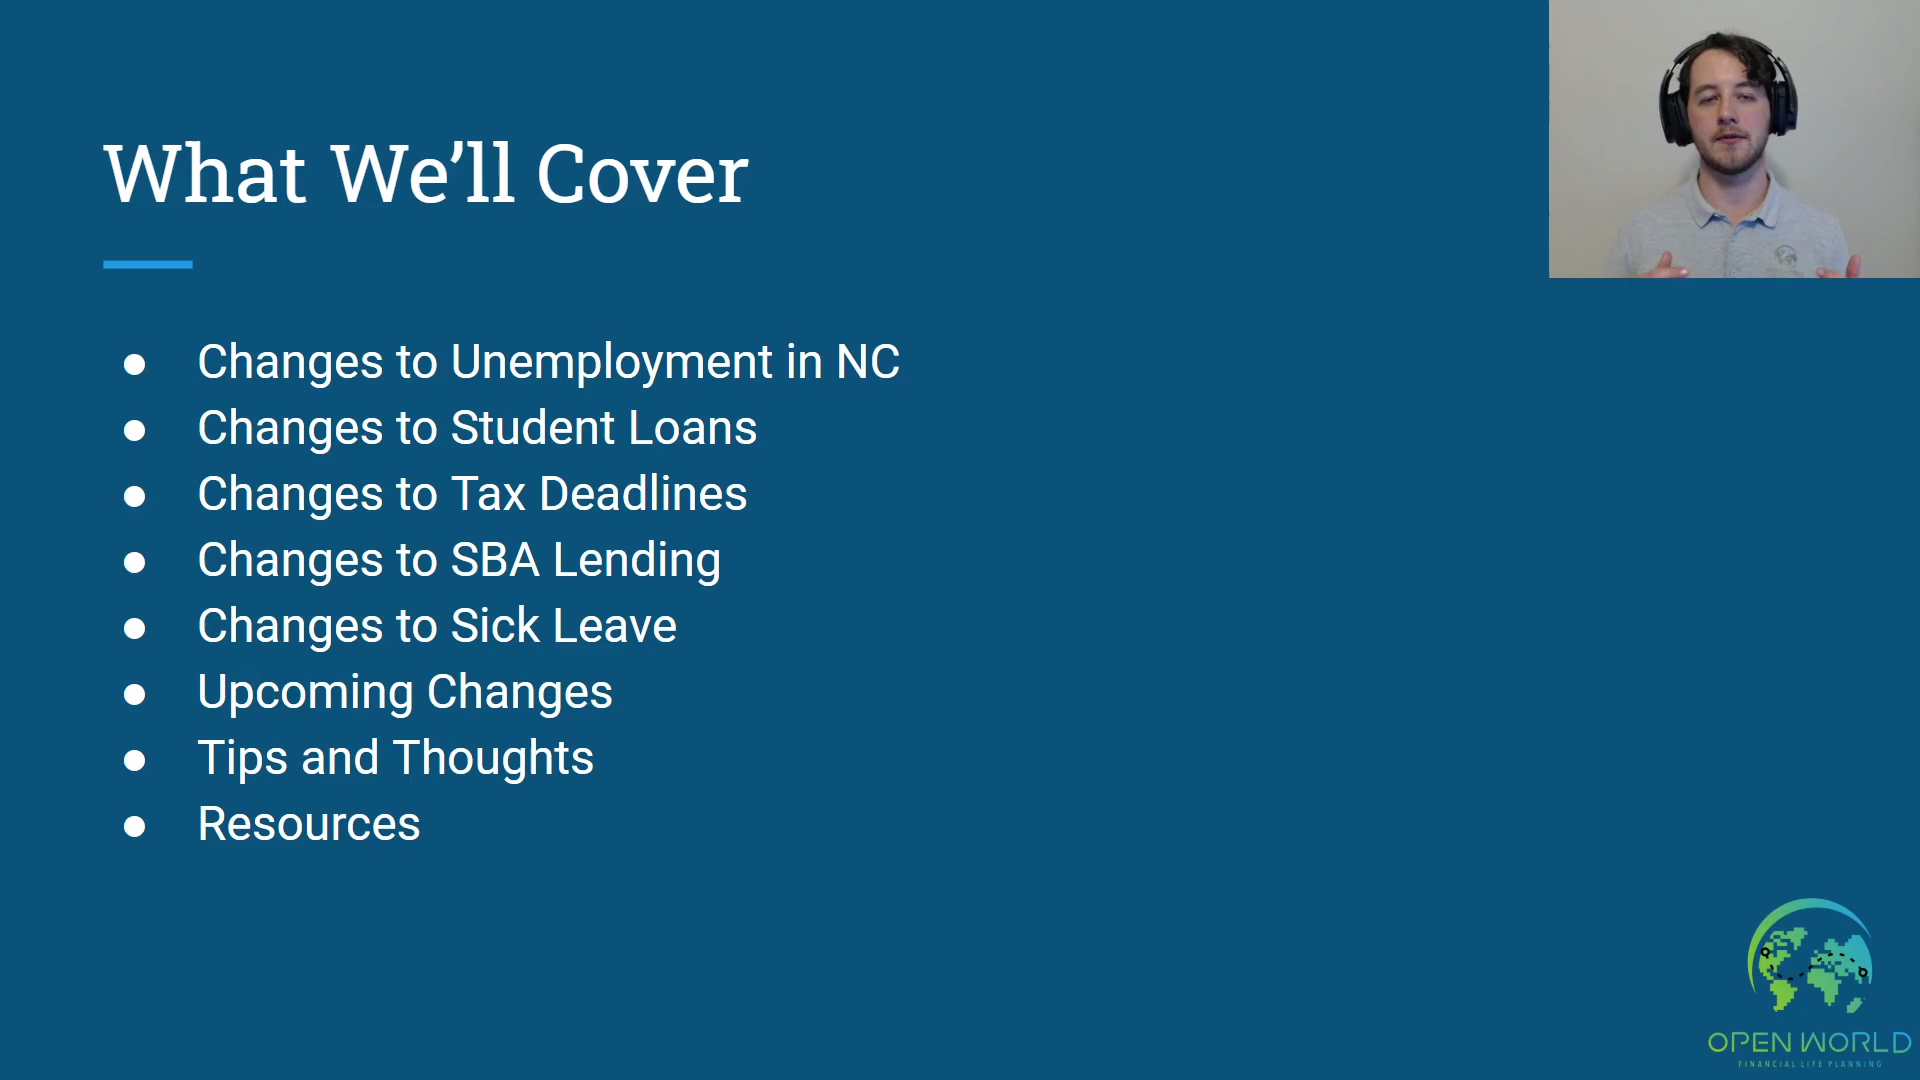 What We’ll Cover
Changes to Unemployment in NC
Changes to Student Loans
Changes to Tax Deadlines
Changes to SBA Lending
Changes to Sick Leave
Upcoming Changes
Tips and Thoughts
Resources
OPEN WORLD
FINANCIAL LIFE PLANNING